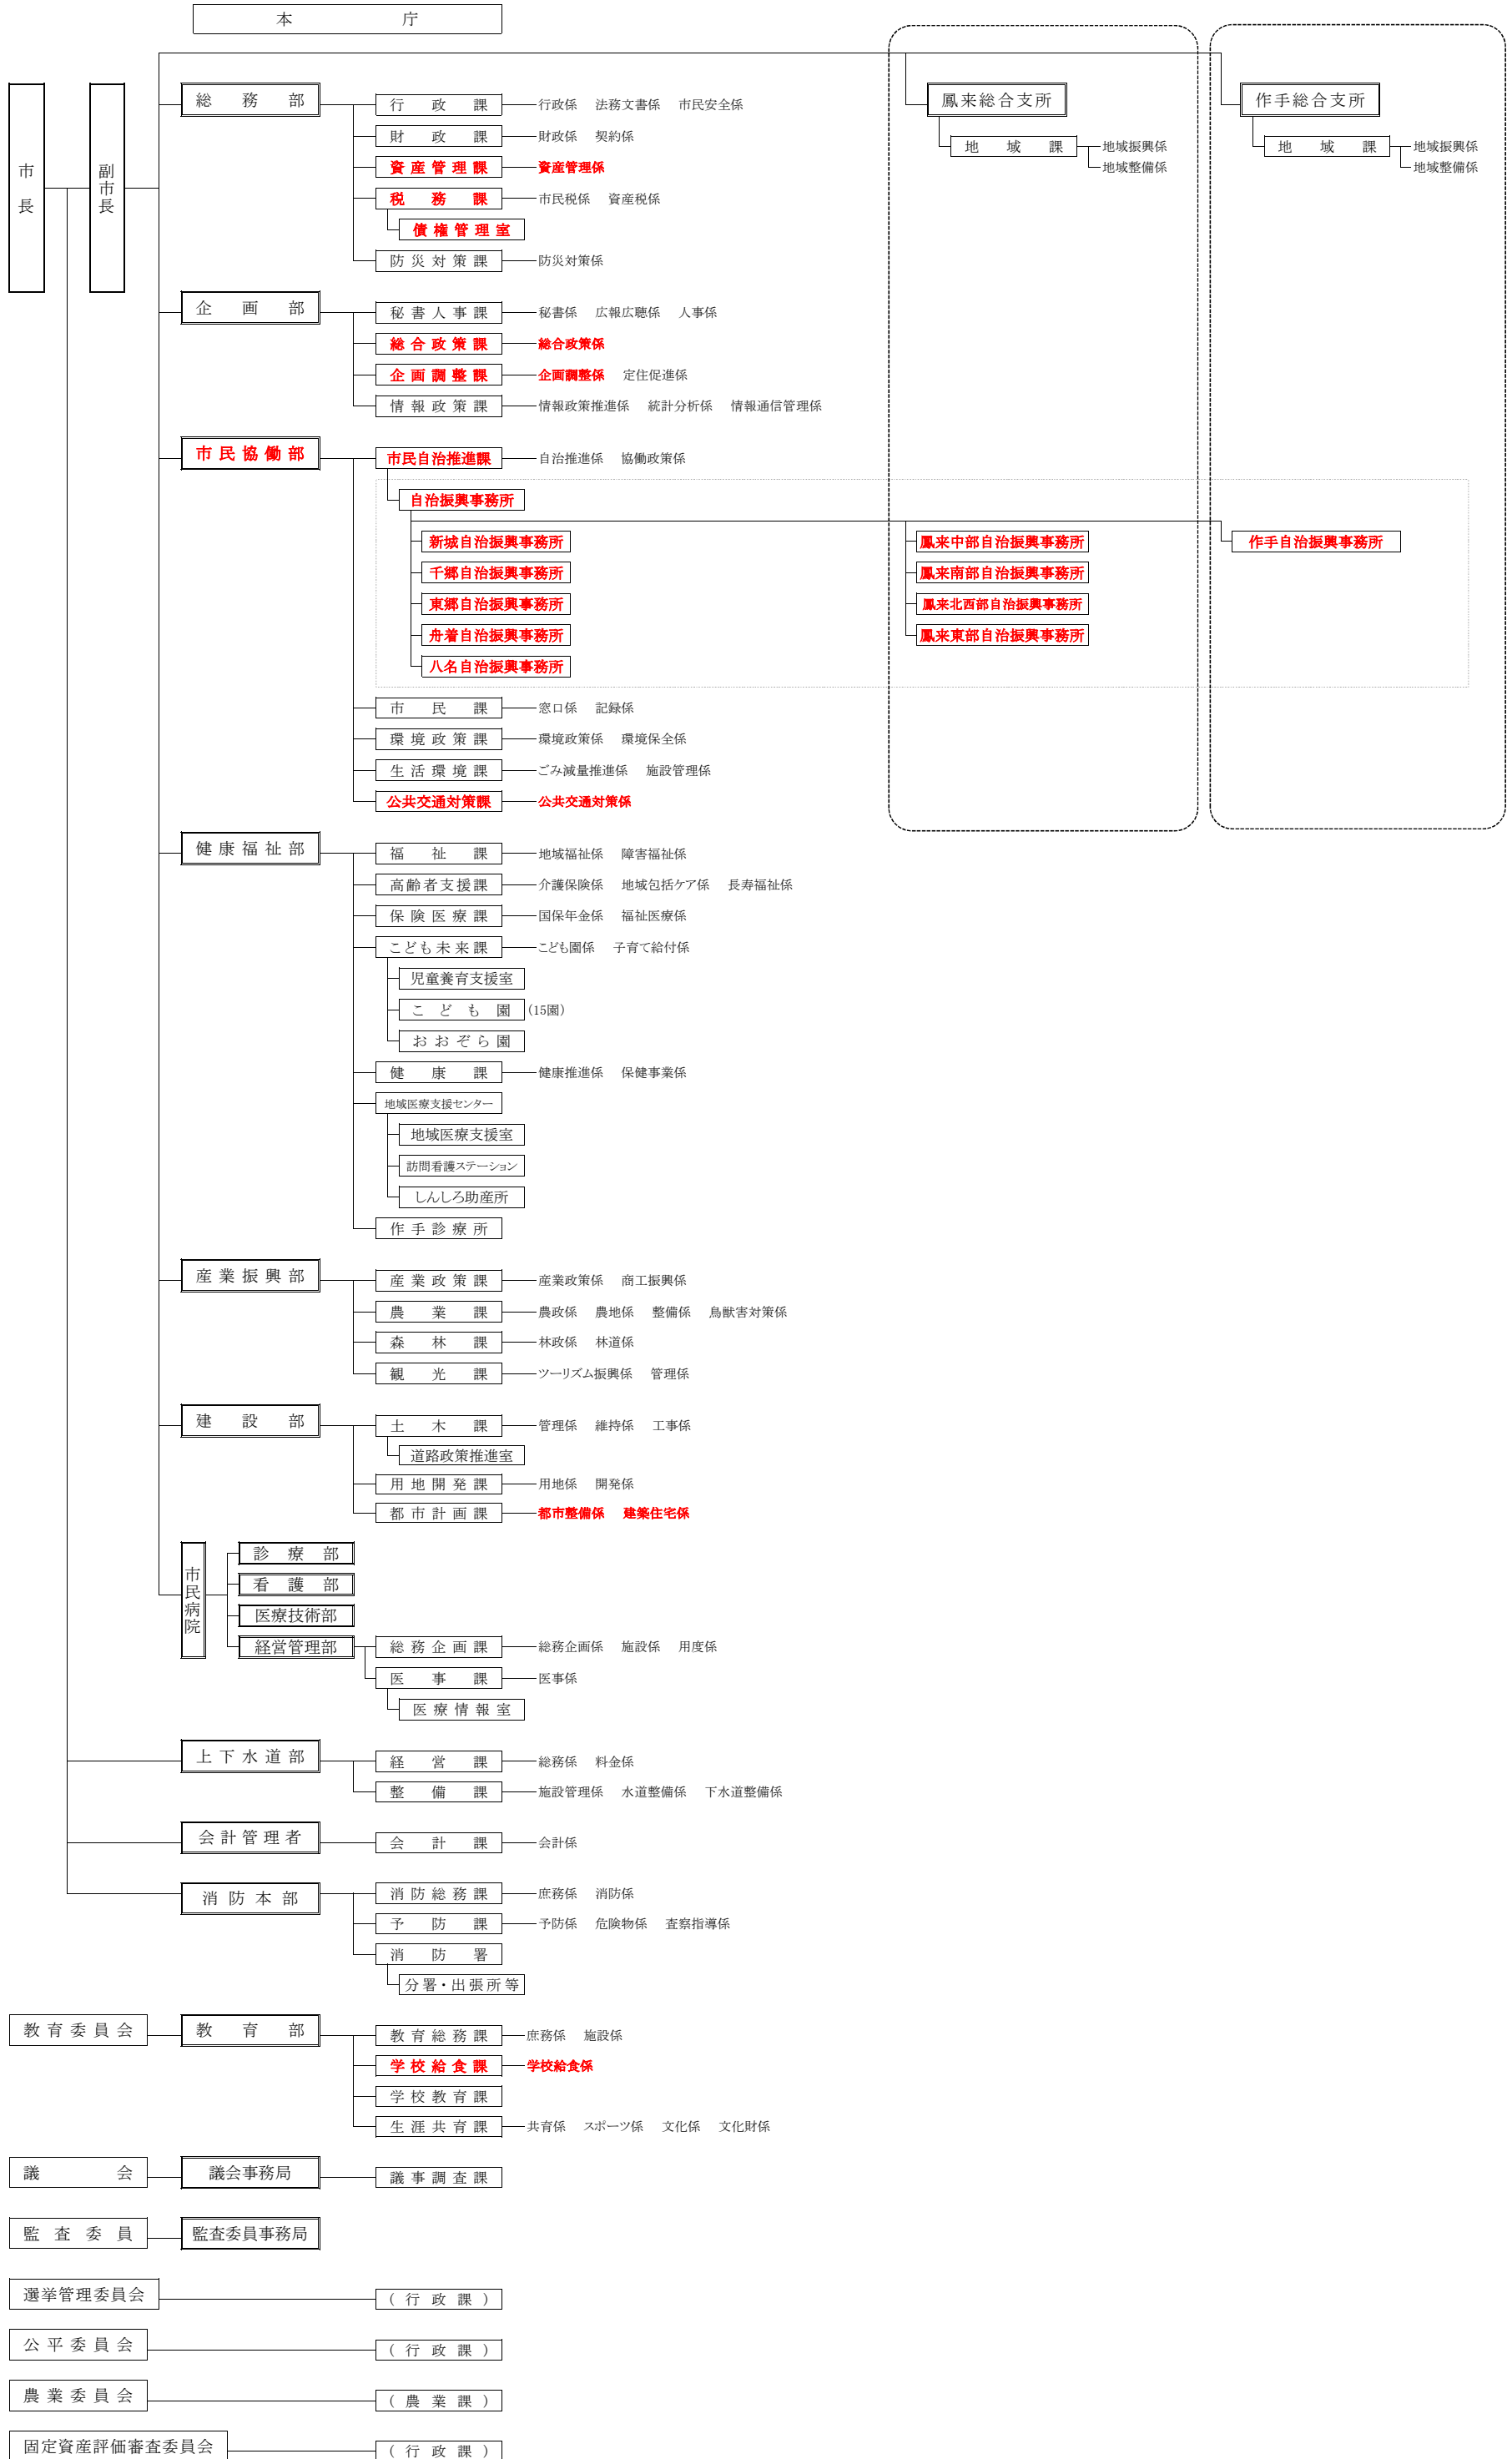 本庁
市長
副市長
総務部
行政課 行政係 法務文書係 市民安全係
財政課 財政係 契約係
資産管理課 資産管理係
税務課 市民税係 資産税係
債権管理室
防災対策課 防災対策係
鳳来総合支所
地域課 地域振興係
地域整備係
作手総合支所
地域課 地域振興係
地域整備係
企画部
秘書人事課 秘書係 広報広聴係 人事係
総合政策課 総合政策係
企画調整課 企画調整係 定住促進係
情報政策課 情報政策推進係 統計分析係 情報通信管理係
市民協働部
市民自治推進課 自治推進係 協働政策係
自治振興事務所
新城自治振興事務所 鳳来中部自治振興事務所 作手自治振興事務所
千郷自治振興事務所 鳳来南部自治振興事務所
東郷自治振興事務所 鳳来北西部自治振興事務所
舟着自治振興事務所 鳳来東部自治振興事務所
八名自治振興事務所
市民課 窓口係 記録係
環境政策課 環境政策係 環境保全係
生活環境課 ごみ減量推進係 施設管理係
公共交通対策課 公共交通対策係
健康福祉部
福祉課 地域福祉係 障害福祉係
高齢者支援課 介護保険係 地域包括ケア係 長寿福祉係
保険医療課 国保年金係 福祉医療係
こども未来課 こども園係 子育て給付係
児童養育支援室
こども園 (15園)
おおぞら園
健康課 健康推進係 保健事業係
地域医療支援センター
地域医療支援室
訪問看護ステーション
しんしろ助産所
作手診療所
産業振興部
産業政策課 産業政策係 商工振興係
農業課 農政係 農地係 整備係 鳥獣害対策係
森林課 林政係 林道係
観光課 ツーリズム振興係 管理係
建設部
土木課 管理係 維持係 工事係
道路政策推進室
用地開発課 用地係 開発係
都市計画課 都市整備係 建築住宅係
市民病院
診療部
看護部
医療技術部
経営管理部 総務企画課 総務企画係 施設係 用度係
医事課 医事係
医療情報室
上下水道部
経営課 総務係 料金係
整備課 施設管理係 水道整備係 下水道整備係
会計管理者 会計課 会計係
消防本部 消防総務課 庶務係 消防係
予防課 予防係 危険物係 査察指導係
消防署
分署・出張所等
教育委員会 教育部 教育総務課 庶務係 施設係
学校給食課 学校給食係
学校教育課
生涯共育課 共育係 スポーツ係 文化係 文化財係
議会 議会事務局 議事調査課
監査委員 監査委員事務局
選挙管理委員会 (行政課)
公平委員会 (行政課)
農業委員会 (農業課)
固定資産評価審査委員会 (行政課)